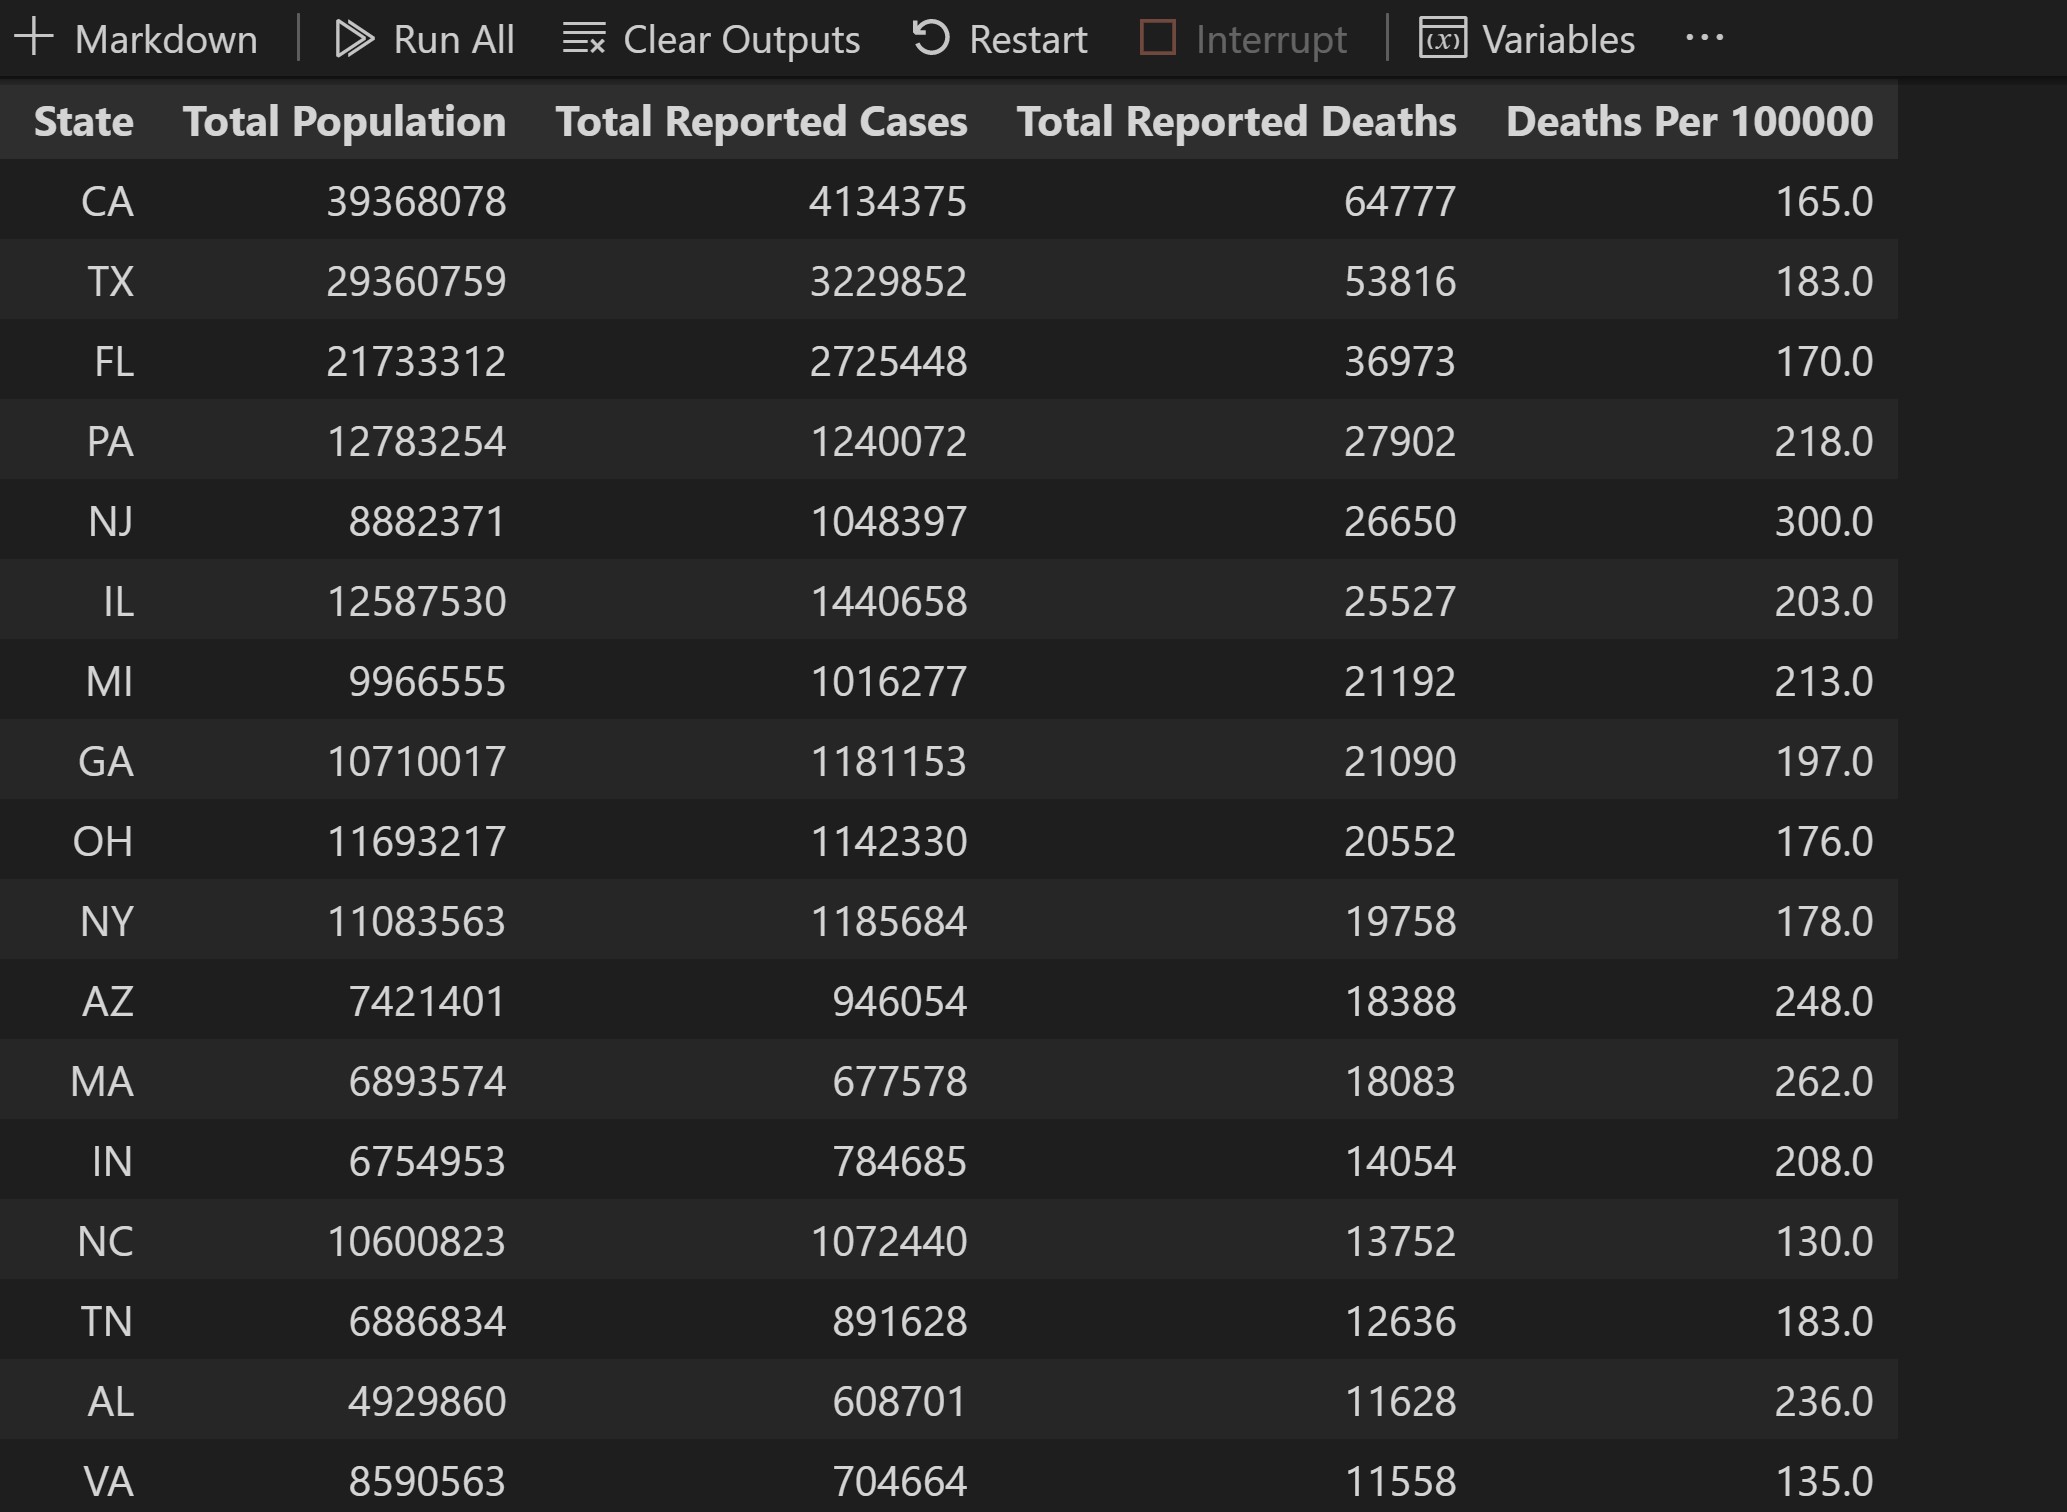 Markdown Run All Clear Outputs Restart Interrupt (x) Variables ...
State Total Population Total Reported Cases Total Reported Deaths Deaths Per 100000
CA 39368078 4134375 64777 165.0
TX 29360759 3229852 53816 183.0
FL 21733312 2725448 36973 170.0
PA 12783254 1240072 27902 218.0
NJ 8882371 1048397 26650 300.0
IL 12587530 1440658 25527 203.0
MI 9966555 1016277 21192 213.0
GA 10710017 1181153 21090 197.0
OH 11693217 1142330 20552 176.0
NY 11083563 1185684 19758 178.0
AZ 7421401 946054 18388 248.0
MA 6893574 677578 18083 262.0
IN 6754953 784685 14054 208.0
NC 10600823 1072440 13752 130.0
TN 6886834 891628 12636 183.0
AL 4929860 608701 11628 236.0
VA 8590563 704664 11558 135.0